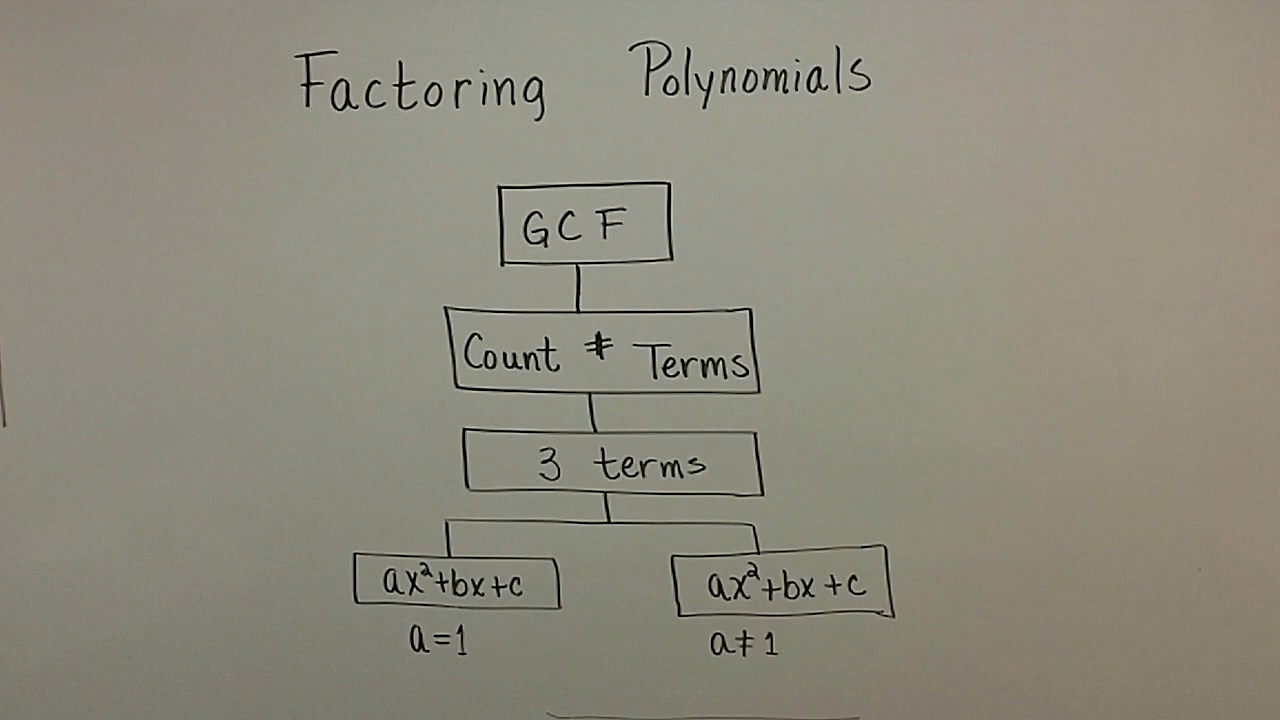 Factoring Polynomials
GCF
Count # Terms
3 terms
ax²+bx+c ax²+bx+c
a=1 a≠1